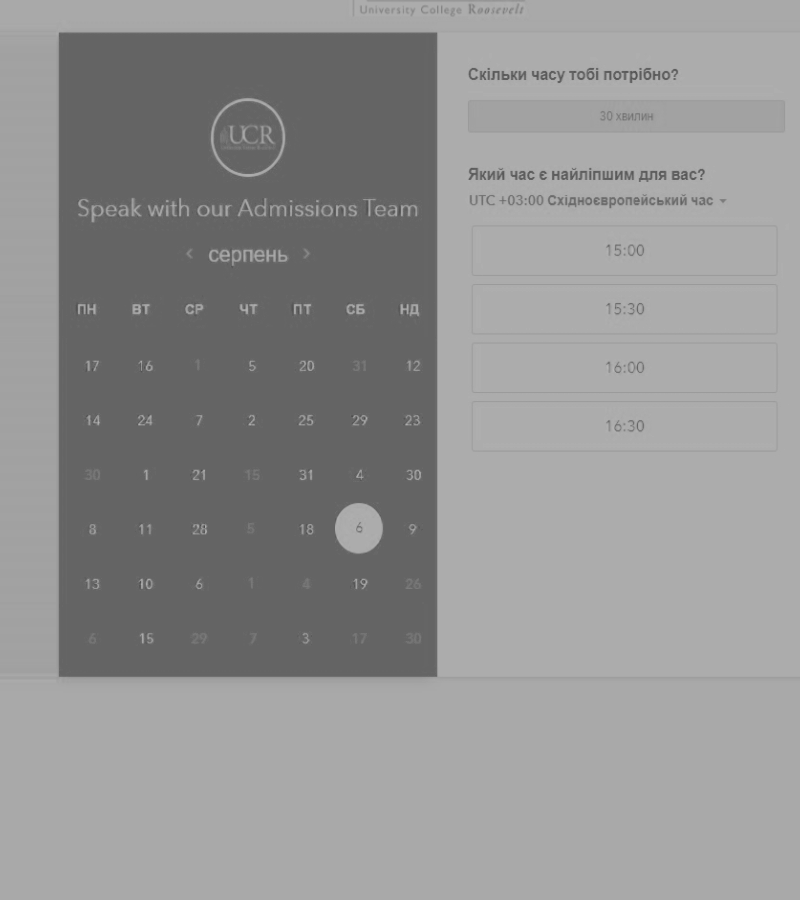 University College Roosevelt
UCR
Speak with our Admissions Team
‹ серпень ›
ПН ВТ СР ЧТ ПТ СБ НД
17 16 1 5 20 31 12
14 24 7 2 25 29 23
30 1 21 15 31 4 30
8 11 28 5 18 6 9
13 10 6 1 4 19 26
6 15 29 7 3 17 30
Скільки часу тобі потрібно?
30 хвилин
Який час є найліпшим для вас?
UTC +03:00 Східноєвропейський час
15:00
15:30
16:00
16:30